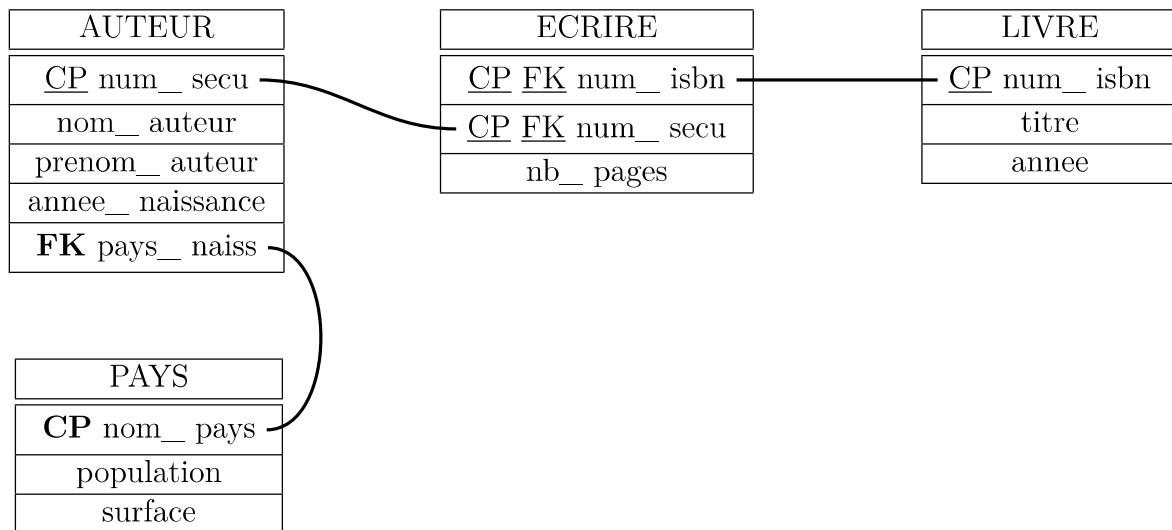 AUTEUR
CP num_ secu
nom_ auteur
prenom_ auteur
annee_ naissance
FK pays_ naiss
ECRIRE
CP FK num_ isbn
CP FK num_ secu
nb_ pages
LIVRE
CP num_ isbn
titre
annee
PAYS
CP nom_ pays
population
surface